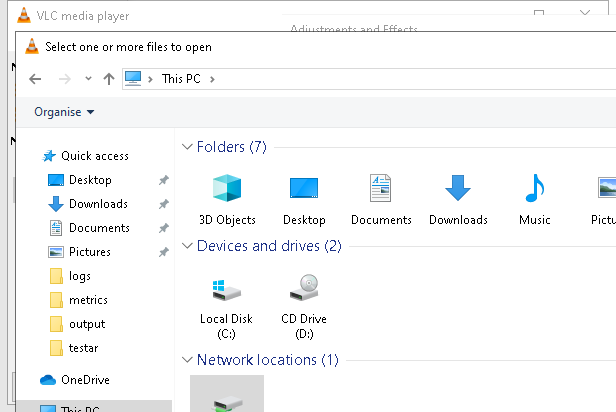 VLC media player
Adjustments and Effects
Select one or more files to open
This PC
Organise
Folders (7)
Quick access
Desktop
Downloads
Documents
Pictures
logs
metrics
output
testar
OneDrive
This PC
3D Objects
Desktop
Documents
Downloads
Music
Devices and drives (2)
Local Disk
(C:)
CD Drive
(D:)
Network locations (1)